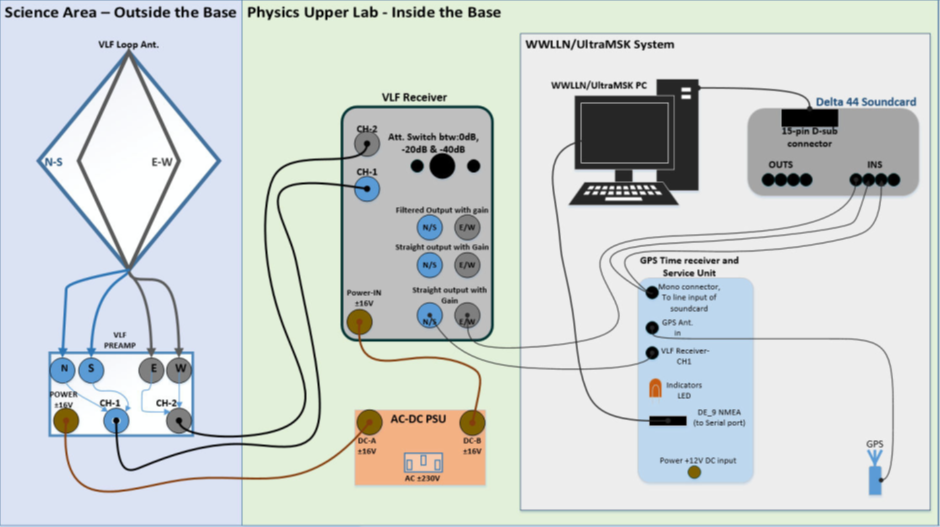 Science Area – Outside the Base
Physics Upper Lab - Inside the Base
VLF Loop Ant.
N-S
E-W
VLF
PREAMP
N
S
E
W
POWER
±16V
CH-1
CH-2
VLF Receiver
CH-2
Att. Switch btw:0dB,
-20dB & -40dB
CH-1
Filtered Output with gain
N/S
E/W
Straight output with Gain
N/S
E/W
Straight output with
Gain
Power-IN
±16V
N/S
E/W
AC-DC PSU
DC-A
±16V
DC-B
±16V
AC ±230V
WWLLN/UltraMSK System
WWLLN/UltraMSK PC
Delta 44 Soundcard
15-pin D-sub
connector
OUTS
INS
GPS Time receiver and
Service Unit
Mono connector,
To line input of
soundcard
GPS Ant.
in
VLF Receiver-
CH1
Indicators
LED
DE_9 NMEA
(to Serial port)
Power +12V DC input
GPS